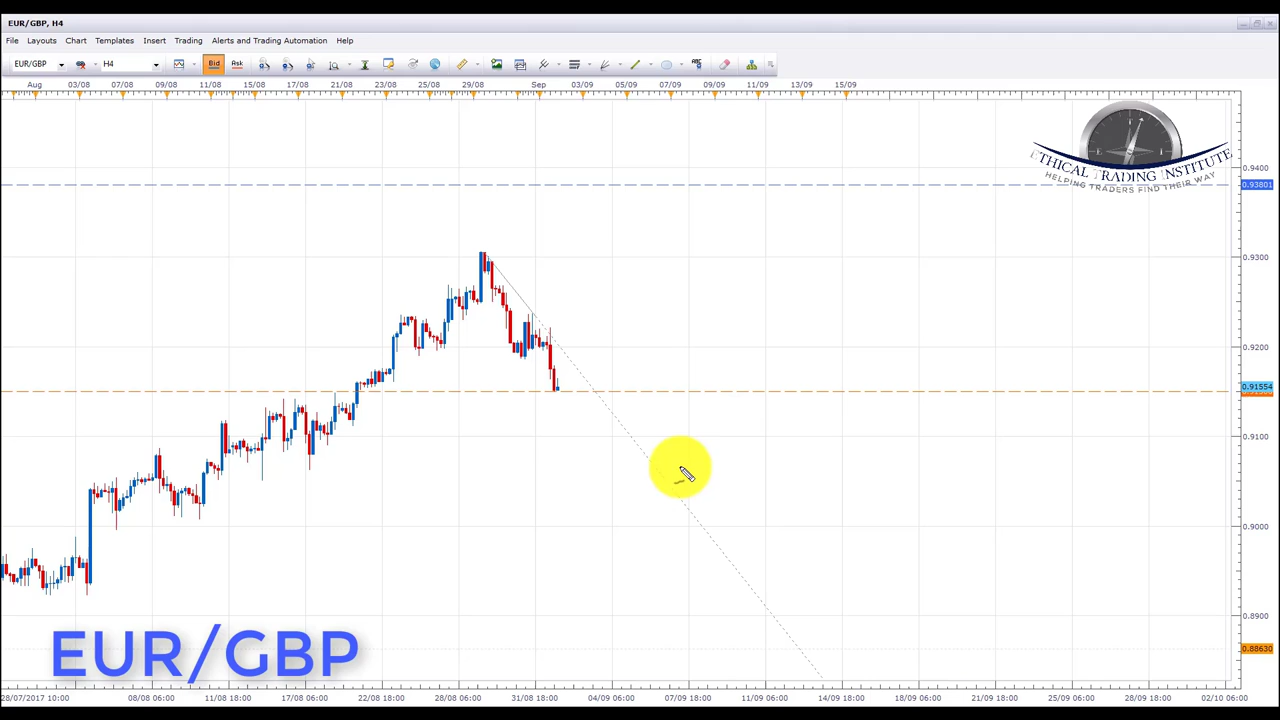 EUR/GBP, H4
File Layouts Chart Templates Insert Trading Alerts and Trading Automation Help
EUR/GBP H4 Bid Ask ABC
Aug 03/08 07/08 09/08 11/08 15/08 17/08 21/08 23/08 25/08 29/08 Sep 03/09 05/09 07/09 09/09 11/09 13/09 15/09
T
E I
ETHICAL TRADING INSTITUTE
HELPING TRADERS FIND THEIR WAY
0.9400
0.93801
0.9300
0.9200
0.91554
0.9100
0.9000
0.8900
0.88630
EUR/GBP
28/07/2017 10:00 08/08 06:00 11/08 18:00 17/08 06:00 22/08 18:00 28/08 06:00 31/08 18:00 04/09 06:00 07/09 18:00 11/09 06:00 14/09 18:00 18/09 06:00 21/09 18:00 25/09 06:00 28/09 18:00 02/10 06:00